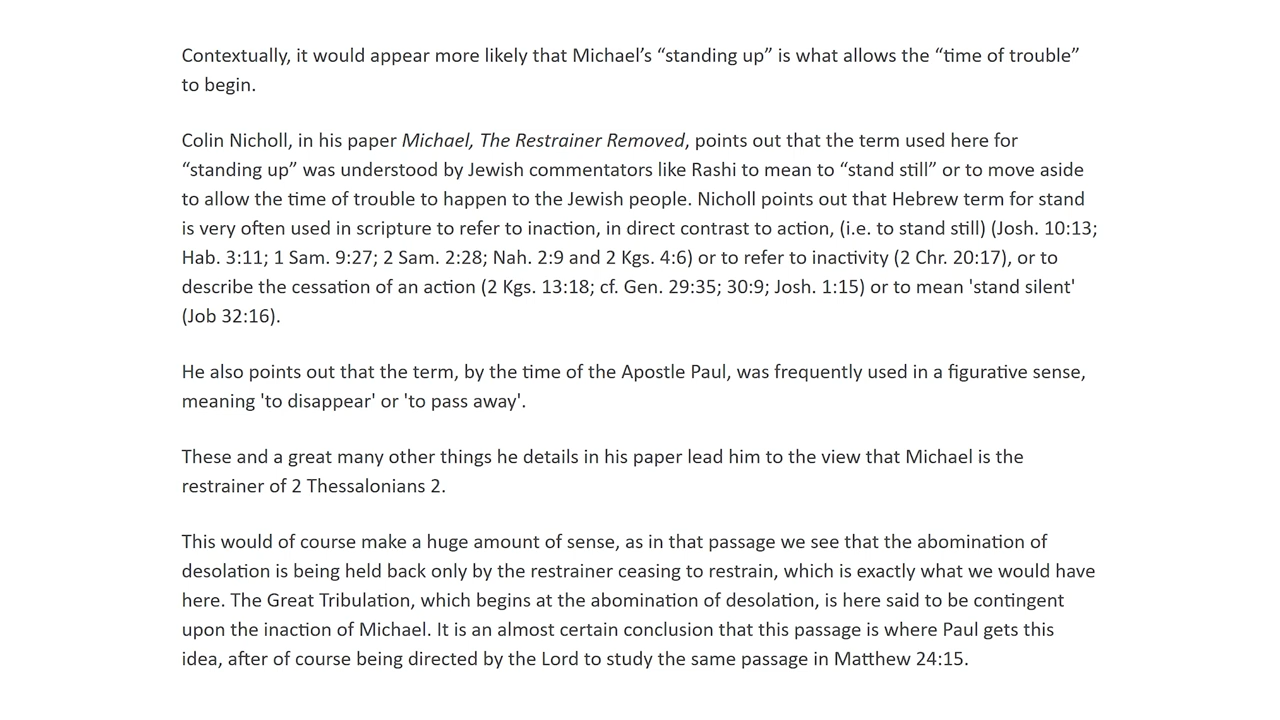 Contextually, it would appear more likely that Michael’s “standing up” is what allows the “time of trouble”
to begin.
Colin Nicholl, in his paper Michael, The Restrainer Removed, points out that the term used here for
“standing up” was understood by Jewish commentators like Rashi to mean to “stand still” or to move aside
to allow the time of trouble to happen to the Jewish people. Nicholl points out that Hebrew term for stand
is very often used in scripture to refer to inaction, in direct contrast to action, (i.e. to stand still) (Josh. 10:13;
Hab. 3:11; 1 Sam. 9:27; 2 Sam. 2:28; Nah. 2:9 and 2 Kgs. 4:6) or to refer to inactivity (2 Chr. 20:17), or to
describe the cessation of an action (2 Kgs. 13:18; cf. Gen. 29:35; 30:9; Josh. 1:15) or to mean 'stand silent'
(Job 32:16).
He also points out that the term, by the time of the Apostle Paul, was frequently used in a figurative sense,
meaning 'to disappear' or 'to pass away'.
These and a great many other things he details in his paper lead him to the view that Michael is the
restrainer of 2 Thessalonians 2.
This would of course make a huge amount of sense, as in that passage we see that the abomination of
desolation is being held back only by the restrainer ceasing to restrain, which is exactly what we would have
here. The Great Tribulation, which begins at the abomination of desolation, is here said to be contingent
upon the inaction of Michael. It is an almost certain conclusion that this passage is where Paul gets this
idea, after of course being directed by the Lord to study the same passage in Matthew 24:15.